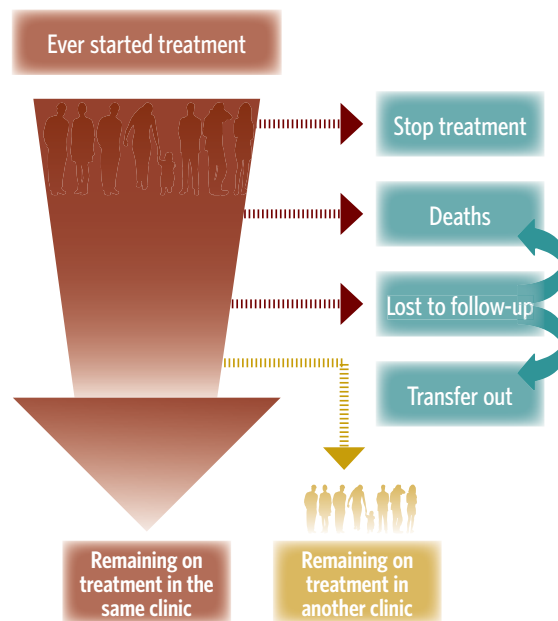 Ever started treatment
Stop treatment
Deaths
Lost to follow-up
Transfer out
Remaining on
treatment in the
same clinic
Remaining on
treatment in
another clinic